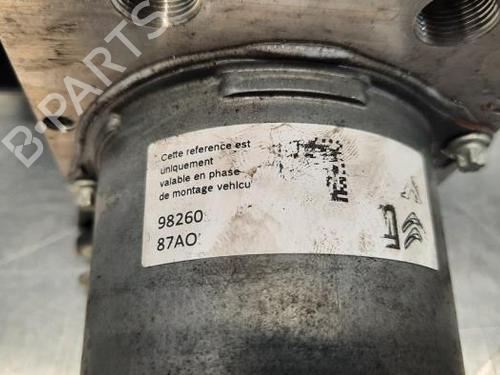 B-PARTS
Cette reference est
uniquement
valable en phase
de montage vehicu
98260
87AO